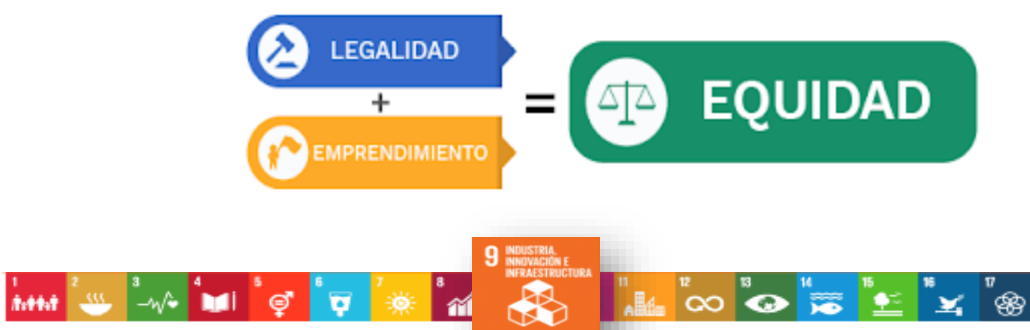 LEGALIDAD
+
EMPRENDIMIENTO
=
EQUIDAD
9 INDUSTRIA,
INNOVACIÓN E
INFRAESTRUCTURA
1 2 3 4 5 6 7 8 11 12 13 14 15 16 17